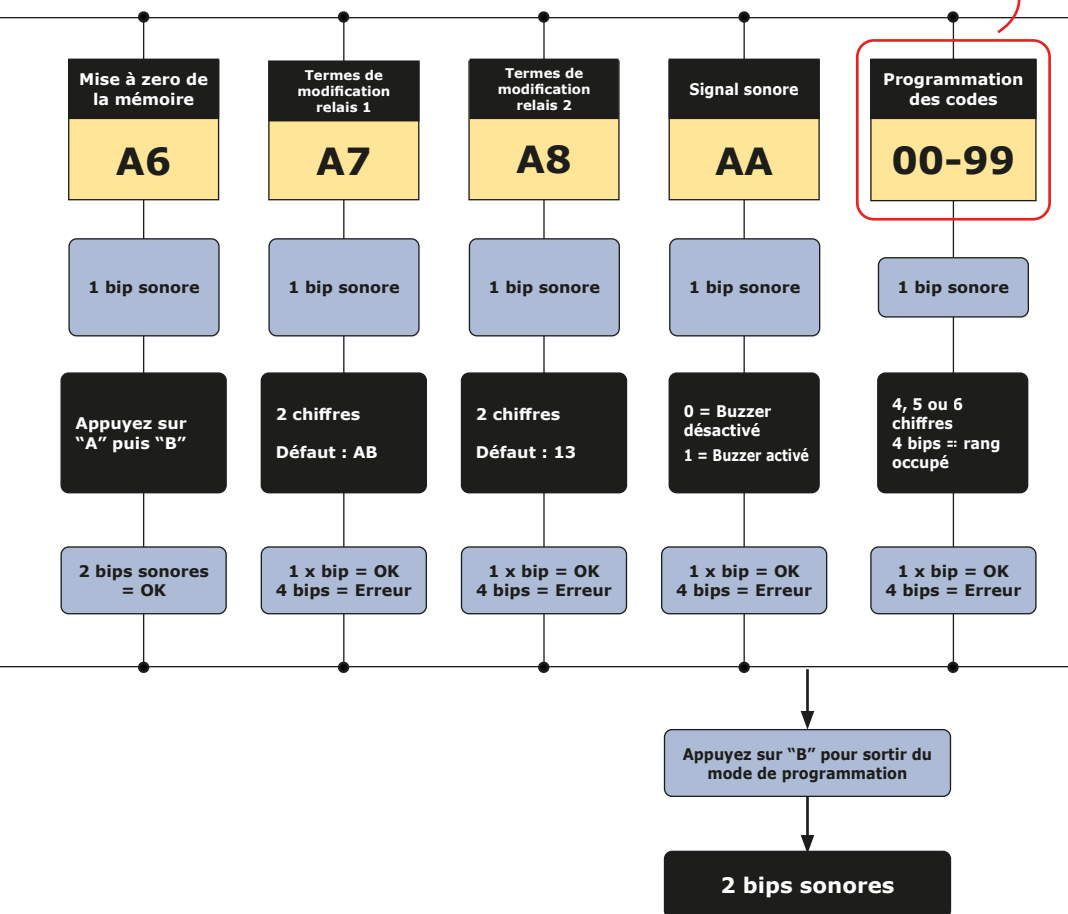 Mise à zero de
la mémoire
A6
1 bip sonore
Appuyez sur
“A” puis “B”
2 bips sonores
= OK
Termes de
modification
relais 1
A7
1 bip sonore
2 chiffres
Défaut : AB
1 x bip = OK
4 bips = Erreur
Termes de
modification
relais 2
A8
1 bip sonore
2 chiffres
Défaut : 13
1 x bip = OK
4 bips = Erreur
Signal sonore
AA
1 bip sonore
0 = Buzzer
désactivé
1 = Buzzer activé
1 x bip = OK
4 bips = Erreur
Programmation
des codes
00-99
1 bip sonore
4, 5 ou 6
chiffres
4 bips = rang
occupé
1 x bip = OK
4 bips = Erreur
Appuyez sur “B” pour sortir du
mode de programmation
2 bips sonores